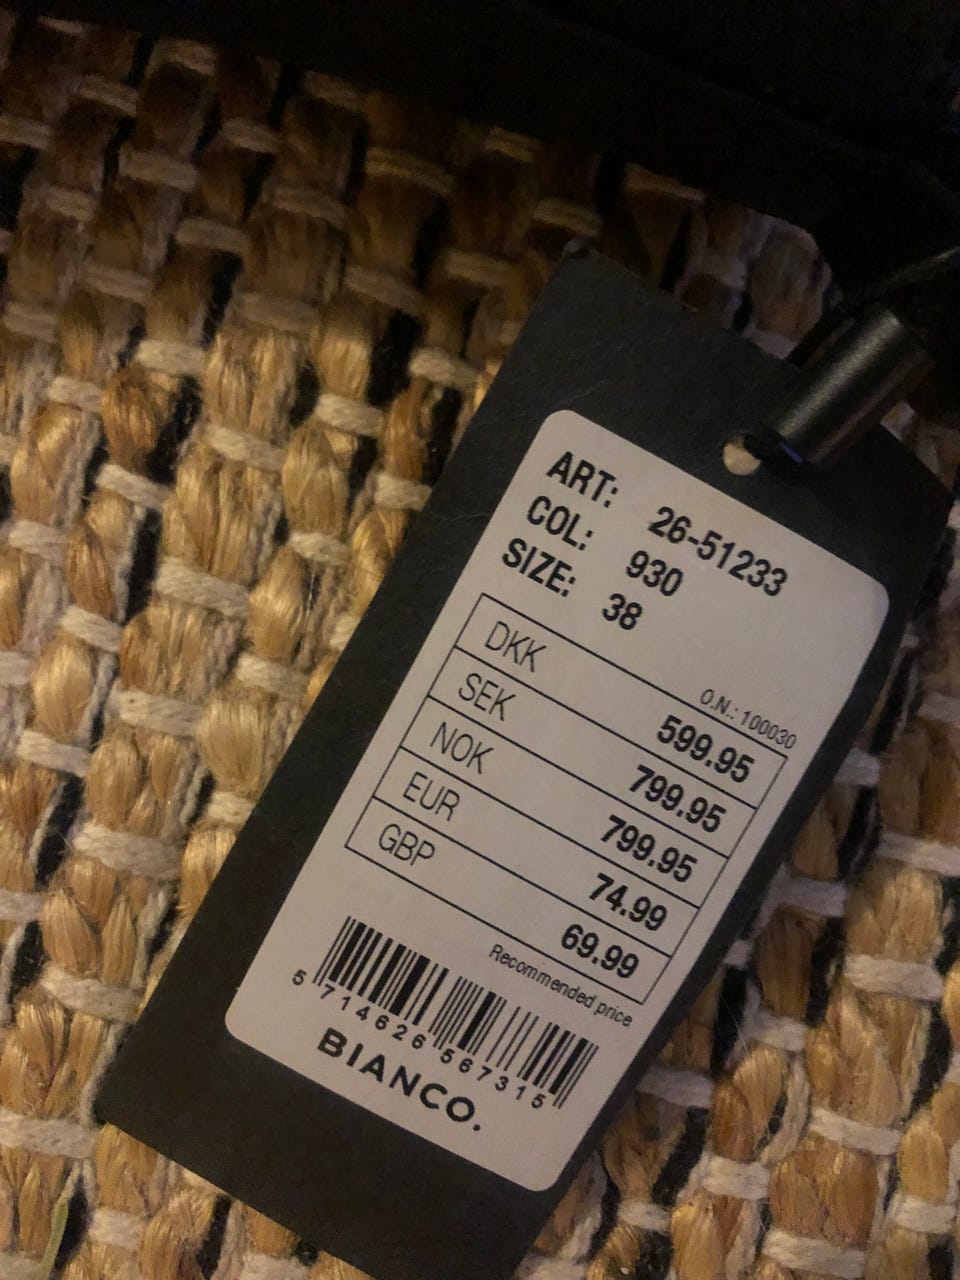 ART: 26-51233
COL: 930
SIZE: 38
O.N.: 100030
DKK 599.95
SEK 799.95
NOK 799.95
EUR 74.99
GBP 69.99
Recommended price
5 714626 567315
BIANCO.